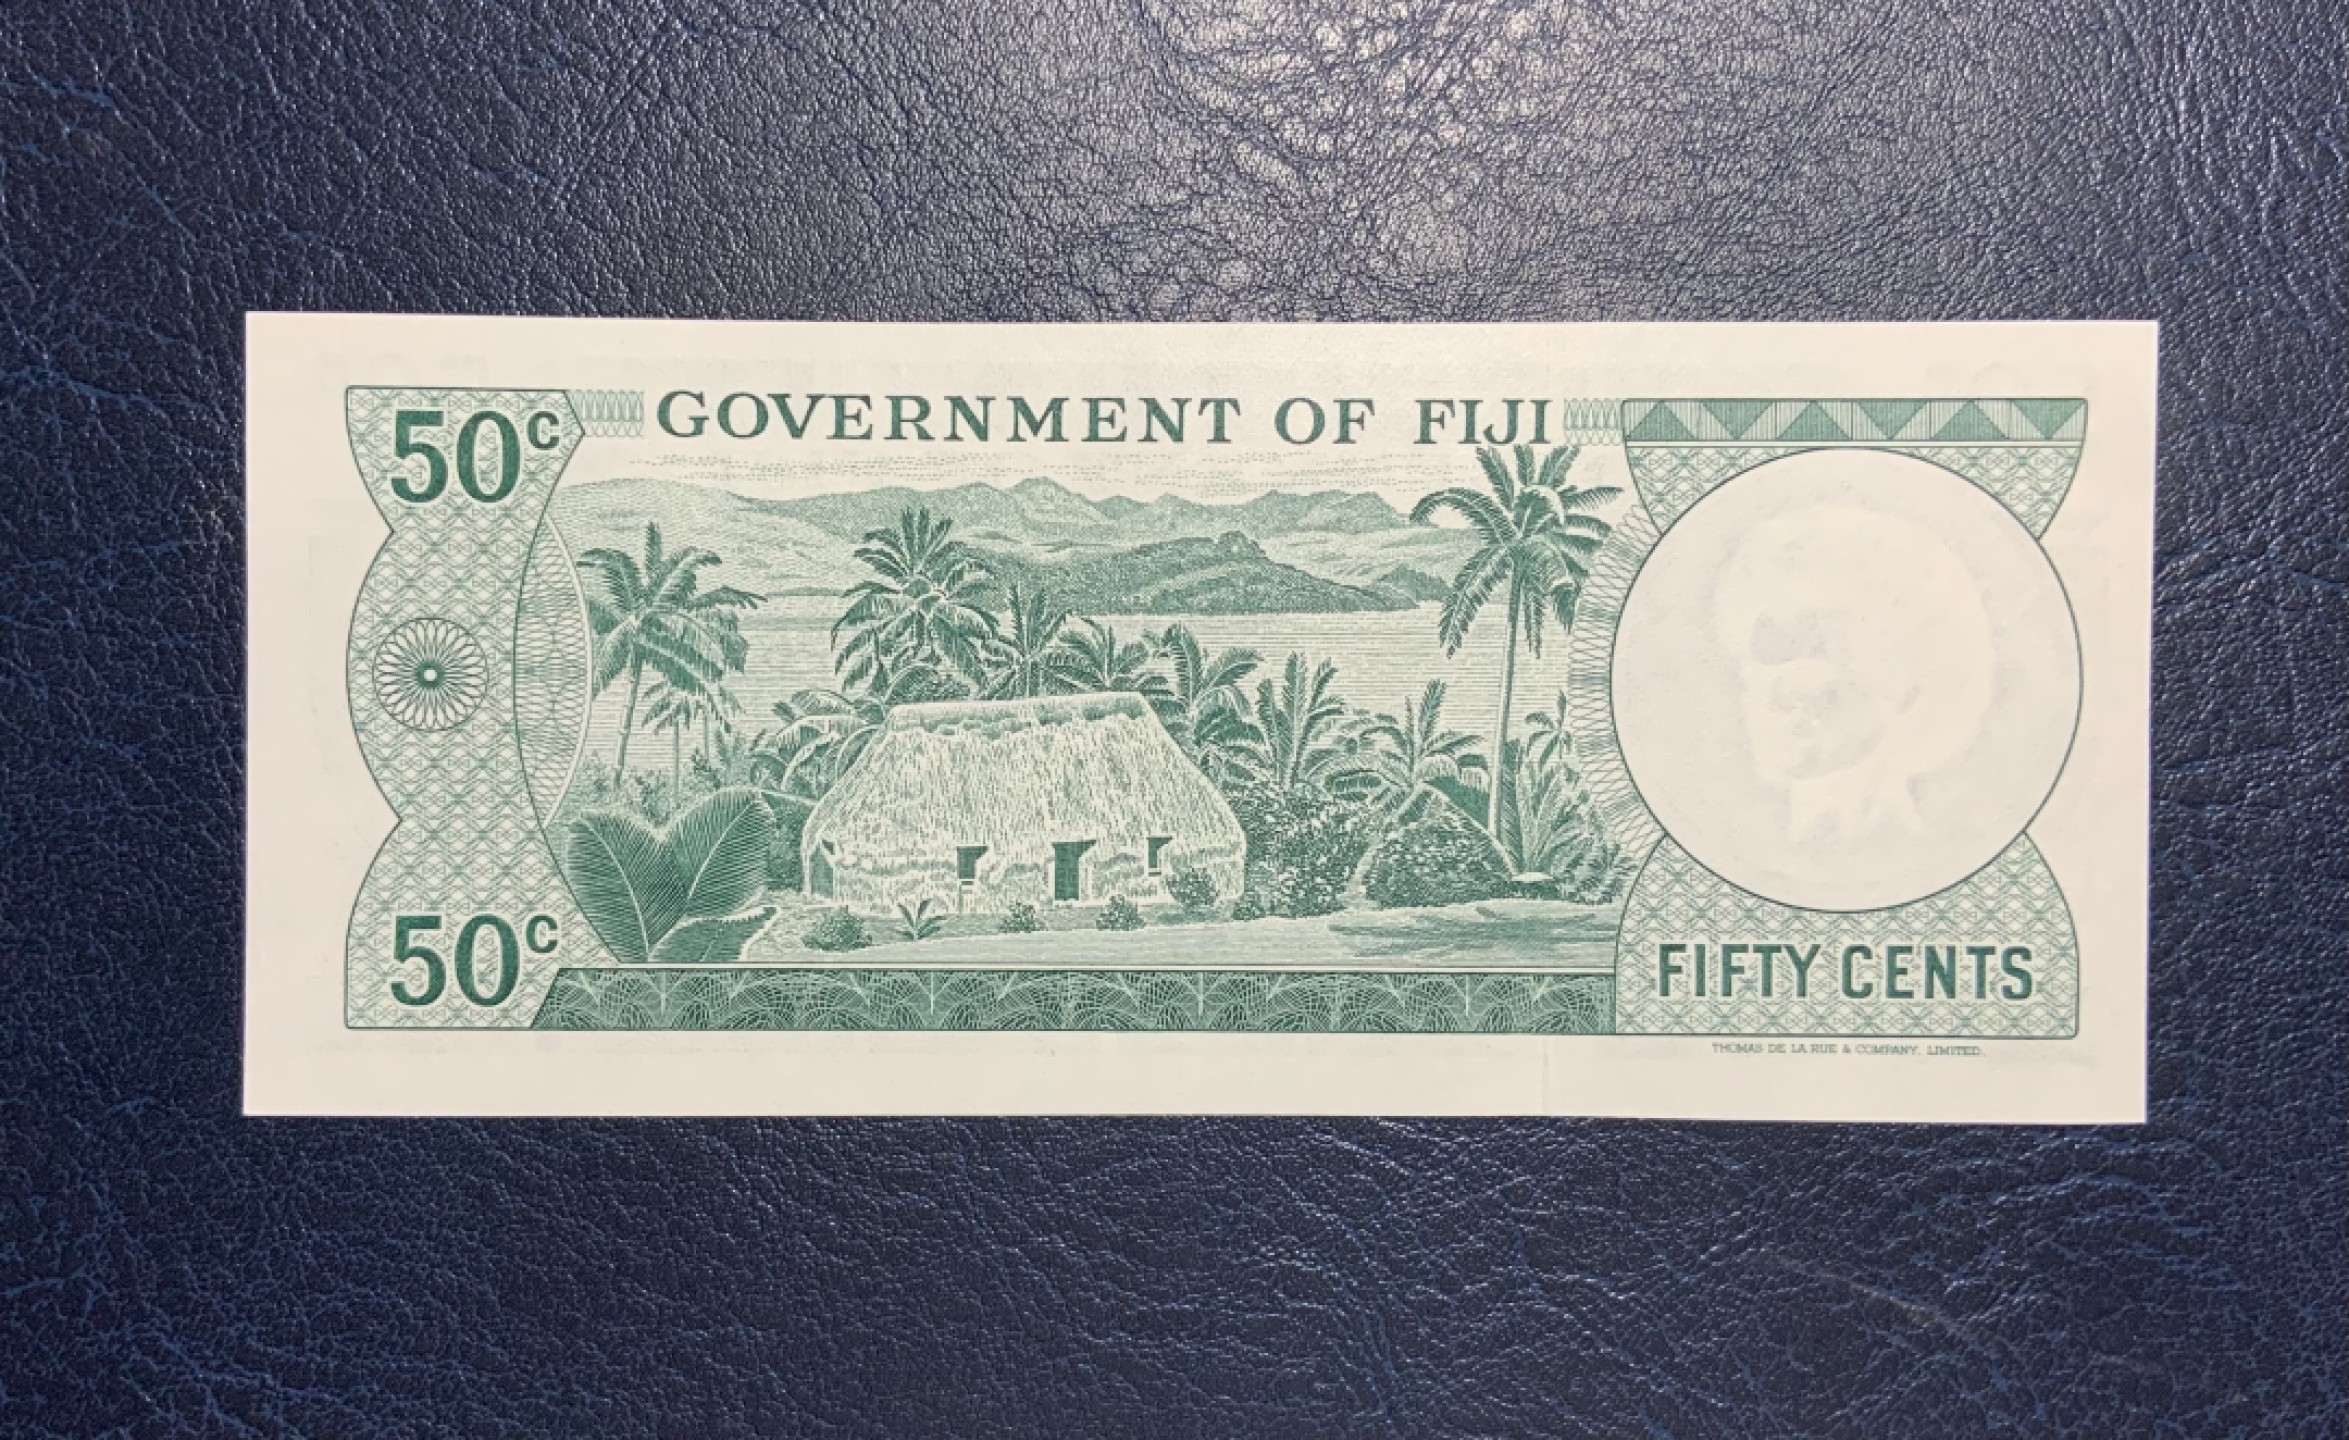 50c
GOVERNMENT OF FIJI
50c
FIFTY CENTS
THOMAS DE LA RUE & COMPANY, LIMITED.